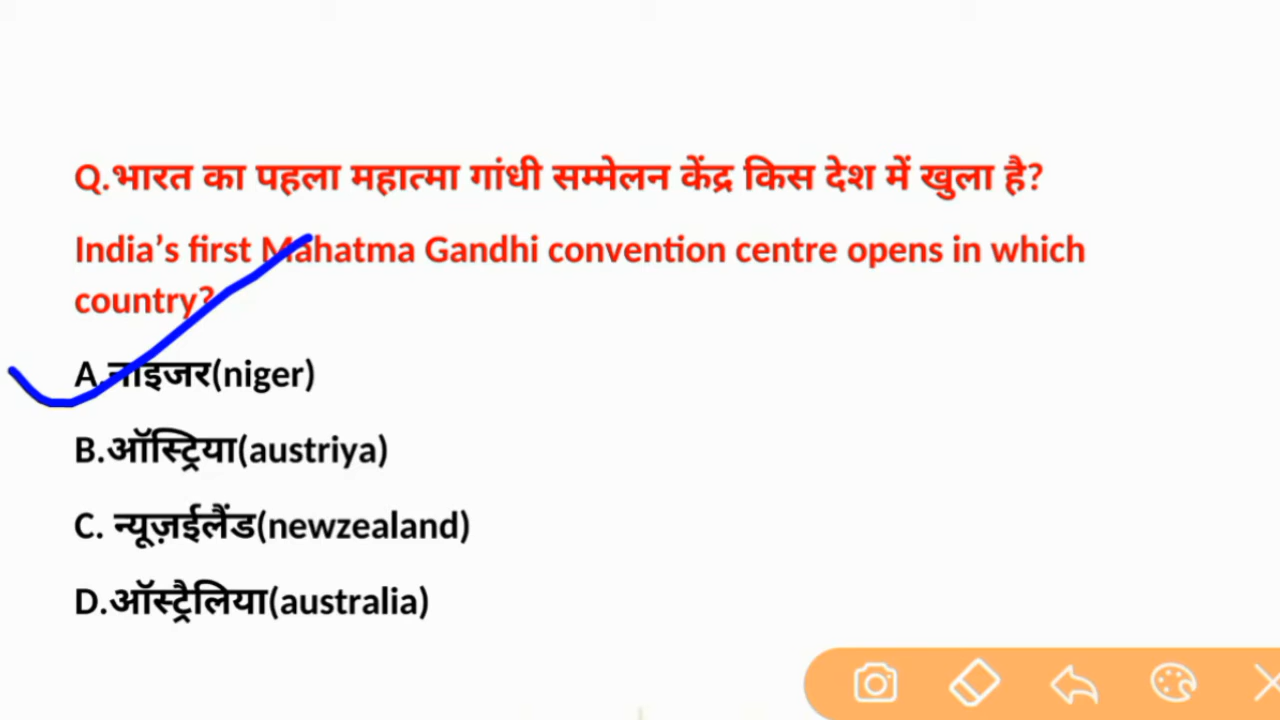 Q.भारत का पहला महात्मा गांधी सम्मेलन केंद्र किस देश में खुला है?
India’s first Mahatma Gandhi convention centre opens in which
country?
A.नाइजर(niger)
B.ऑस्ट्रिया(austriya)
C. न्यूज़ईलैंड(newzealand)
D.ऑस्ट्रैलिया(australia)